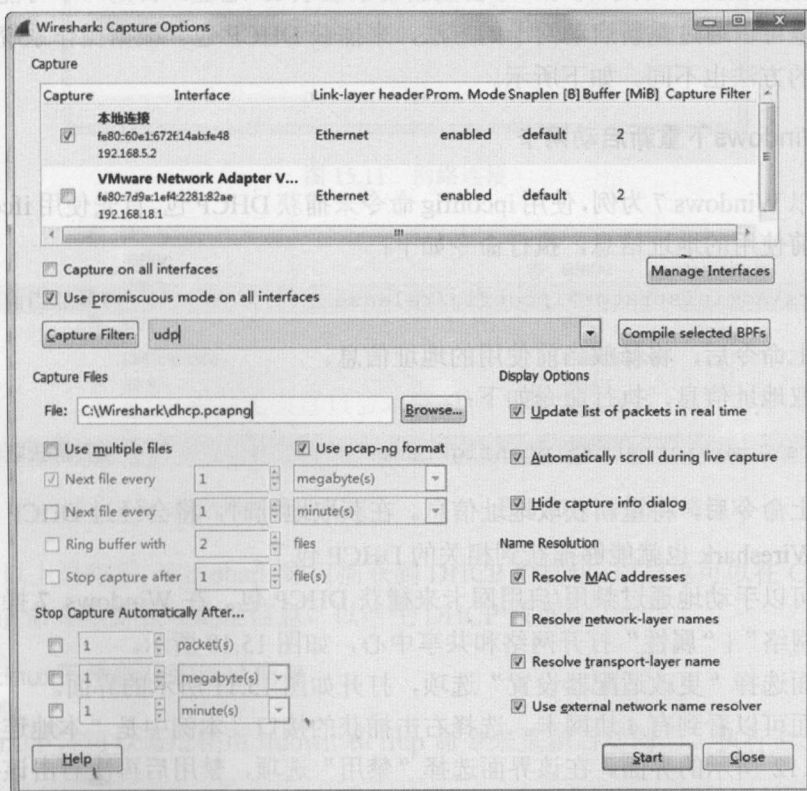 Wireshark: Capture Options
Capture
Capture Interface Link-layer header Prom. Mode Snaplen [B] Buffer [MiB] Capture Filter
本地连接
fe80::60e1:672f:14ab:fe48 Ethernet enabled default 2
192.168.5.2
VMware Network Adapter V...
fe80::7d9a:1ef4:2281:82ae Ethernet enabled default 2
192.168.18.1
Capture on all interfaces
Manage Interfaces
Use promiscuous mode on all interfaces
Capture Filter: udp Compile selected BPFs
Capture Files
Display Options
File: C:\Wireshark\dhcp.pcapng Browse...
Update list of packets in real time
Use multiple files Use pcap-ng format
Automatically scroll during live capture
Next file every 1 megabyte(s)
Next file every 1 minute(s)
Hide capture info dialog
Ring buffer with 2 files
Name Resolution
Stop capture after 1 file(s)
Resolve MAC addresses
Stop Capture Automatically After...
Resolve network-layer names
1 packet(s)
Resolve transport-layer name
1 megabyte(s)
Use external network name resolver
1 minute(s)
Help Start Close